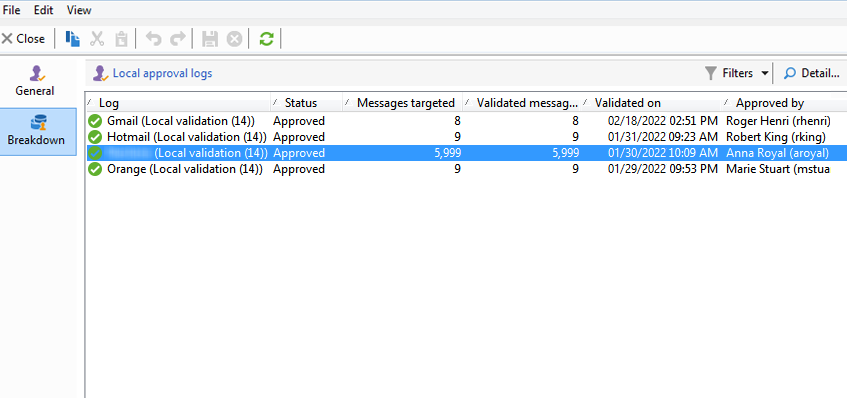 File Edit View
Close
General
Breakdown
Local approval logs Filters Detail...
Log Status Messages targeted Validated messag... Validated on Approved by
Gmail (Local validation (14)) Approved 8 8 02/18/2022 02:51 PM Roger Henri (rhenri)
Hotmail (Local validation (14)) Approved 9 9 01/31/2022 09:23 AM Robert King (rking)
(Local validation (14)) Approved 5,999 5,999 01/30/2022 10:09 AM Anna Royal (aroyal)
Orange (Local validation (14)) Approved 9 9 01/29/2022 09:53 PM Marie Stuart (mstua